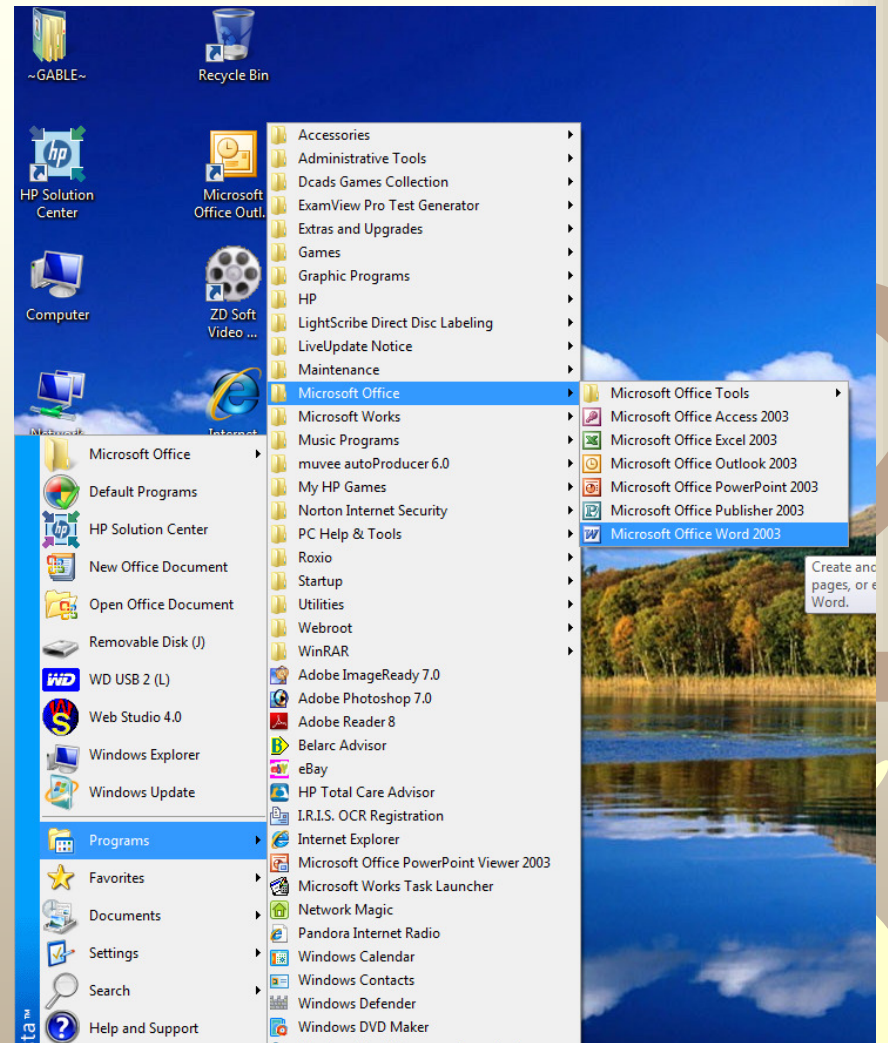 ~GABLE~
Recycle Bin
HP Solution
Center
Microsoft
Office Outl.
Computer
ZD Soft
Video ...
Network
Internet
Accessories
Administrative Tools
Dcads Games Collection
ExamView Pro Test Generator
Extras and Upgrades
Games
Graphic Programs
HP
LightScribe Direct Disc Labeling
LiveUpdate Notice
Maintenance
Microsoft Office
Microsoft Works
Music Programs
muvee autoProducer 6.0
My HP Games
Norton Internet Security
PC Help & Tools
Roxio
Startup
Utilities
Webroot
WinRAR
Adobe ImageReady 7.0
Adobe Photoshop 7.0
Adobe Reader 8
Belarc Advisor
eBay
HP Total Care Advisor
I.R.I.S. OCR Registration
Internet Explorer
Microsoft Office PowerPoint Viewer 2003
Microsoft Works Task Launcher
Network Magic
Pandora Internet Radio
Windows Calendar
Windows Contacts
Windows Defender
Windows DVD Maker
Microsoft Office Tools
Microsoft Office Access 2003
Microsoft Office Excel 2003
Microsoft Office Outlook 2003
Microsoft Office PowerPoint 2003
Microsoft Office Publisher 2003
Microsoft Office Word 2003
Create and
pages, or e
Word.
Microsoft Office
Default Programs
HP Solution Center
New Office Document
Open Office Document
Removable Disk (J)
WD USB 2 (L)
Web Studio 4.0
Windows Explorer
Windows Update
Programs
Favorites
Documents
Settings
Search
Help and Support
ta™